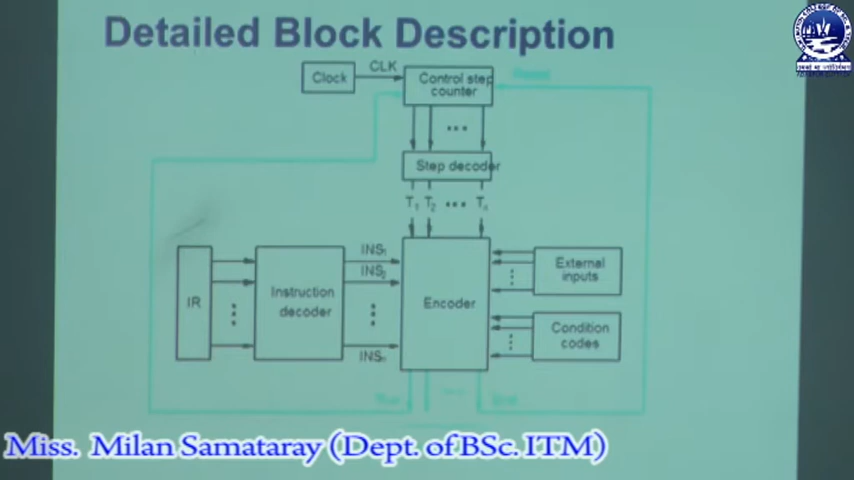 Detailed Block Description
Clock
CLK
Control step
counter
Step decoder
T1 T2 Tn
IR
Instruction
decoder
INS1
INS2
INSn
Encoder
External
inputs
Condition
codes
Miss. Milan Samataray (Dept. of BSc. ITM)